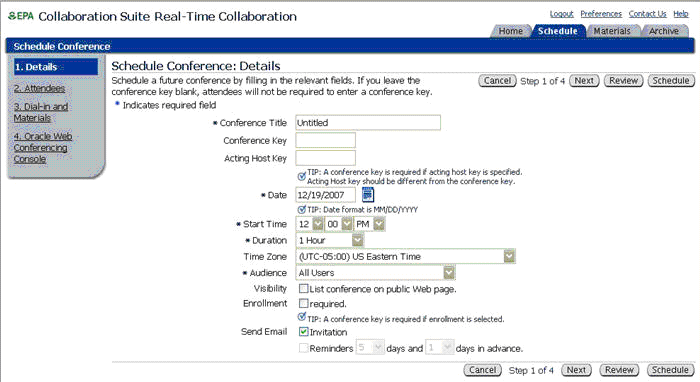 Logout Preferences Contact Us Help
EPA Collaboration Suite Real-Time Collaboration
Home Schedule Materials Archive
Schedule Conference
1. Details
2. Attendees
3. Dial-in and
Materials
4. Oracle Web
Conferencing
Console
Schedule Conference: Details
Schedule a future conference by filling in the relevant fields. If you leave the
conference key blank, attendees will not be required to enter a conference key.
Cancel Step 1 of 4 Next Review Schedule
* Indicates required field
* Conference Title Untitled
Conference Key
Acting Host Key
TIP: A conference key is required if acting host key is specified.
Acting Host key should be different from the conference key.
* Date 12/19/2007
TIP: Date format is MM/DD/YYYY
* Start Time 12 00 PM
* Duration 1 Hour
Time Zone (UTC-05:00) US Eastern Time
* Audience All Users
Visibility List conference on public Web page.
Enrollment required.
TIP: A conference key is required if enrollment is selected.
Send Email Invitation
Reminders 5 days and 1 days in advance.
Cancel Step 1 of 4 Next Review Schedule